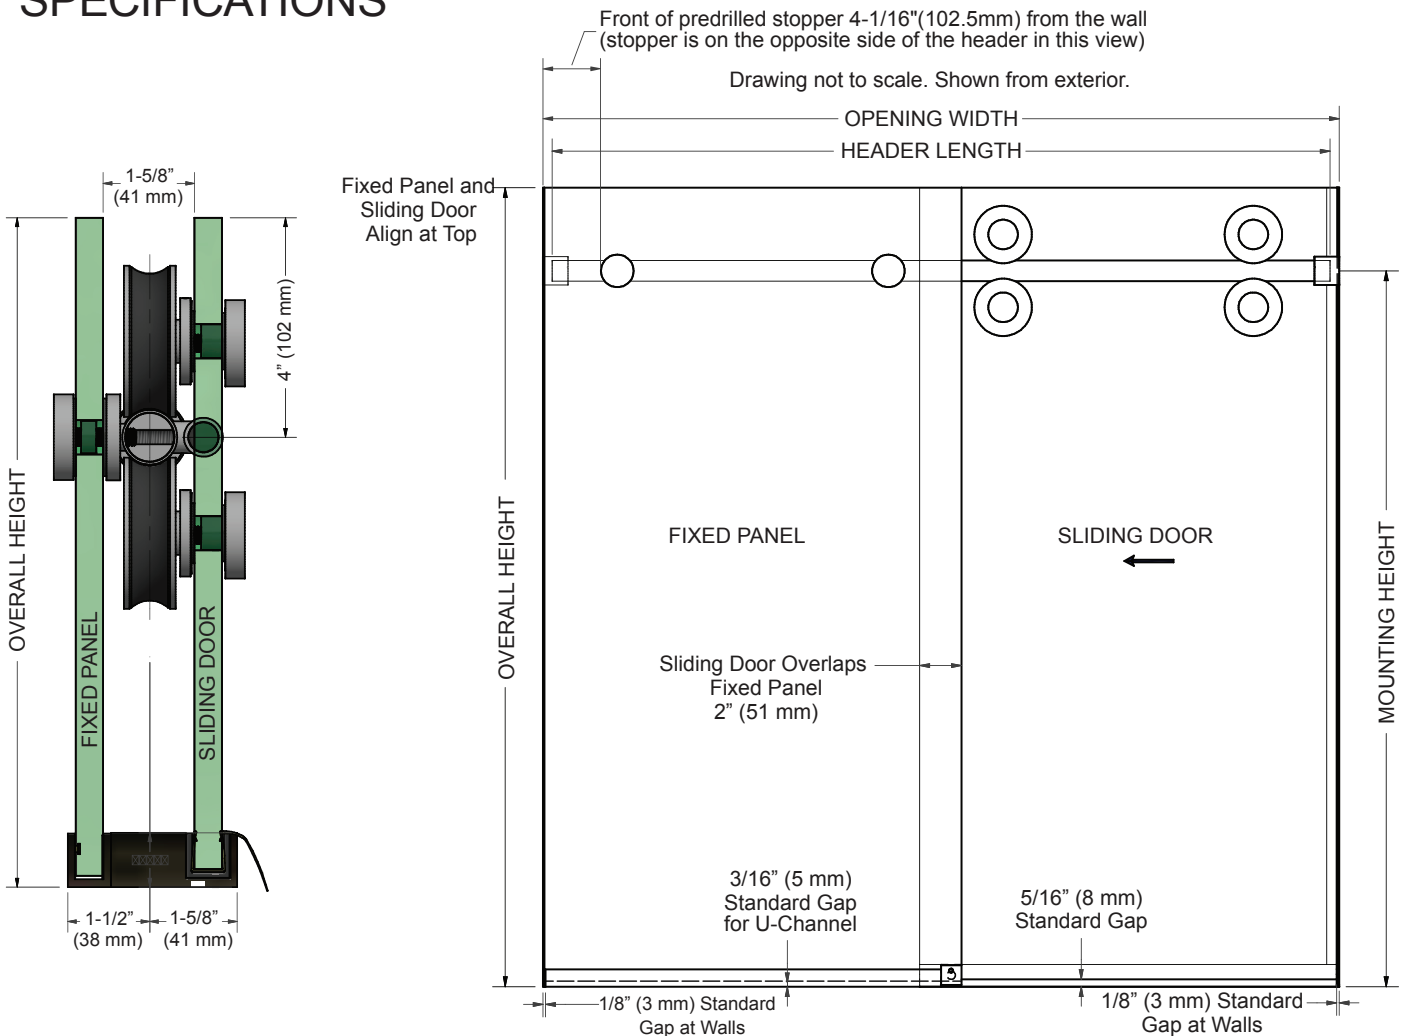 SPECIFICATIONS
Front of predrilled stopper 4-1/16"(102.5mm) from the wall
(stopper is on the opposite side of the header in this view)
Drawing not to scale. Shown from exterior.
OPENING WIDTH
HEADER LENGTH
1-5/8”
(41 mm)
Fixed Panel and
Sliding Door
Align at Top
4” (102 mm)
OVERALL HEIGHT
FIXED PANEL
SLIDING DOOR
OVERALL HEIGHT
FIXED PANEL
SLIDING DOOR
MOUNTING HEIGHT
Sliding Door Overlaps
Fixed Panel
2” (51 mm)
3/16” (5 mm)
Standard Gap
for U-Channel
5/16” (8 mm)
Standard Gap
1-1/2”
(38 mm)
1-5/8”
(41 mm)
1/8” (3 mm) Standard
Gap at Walls
1/8” (3 mm) Standard
Gap at Walls